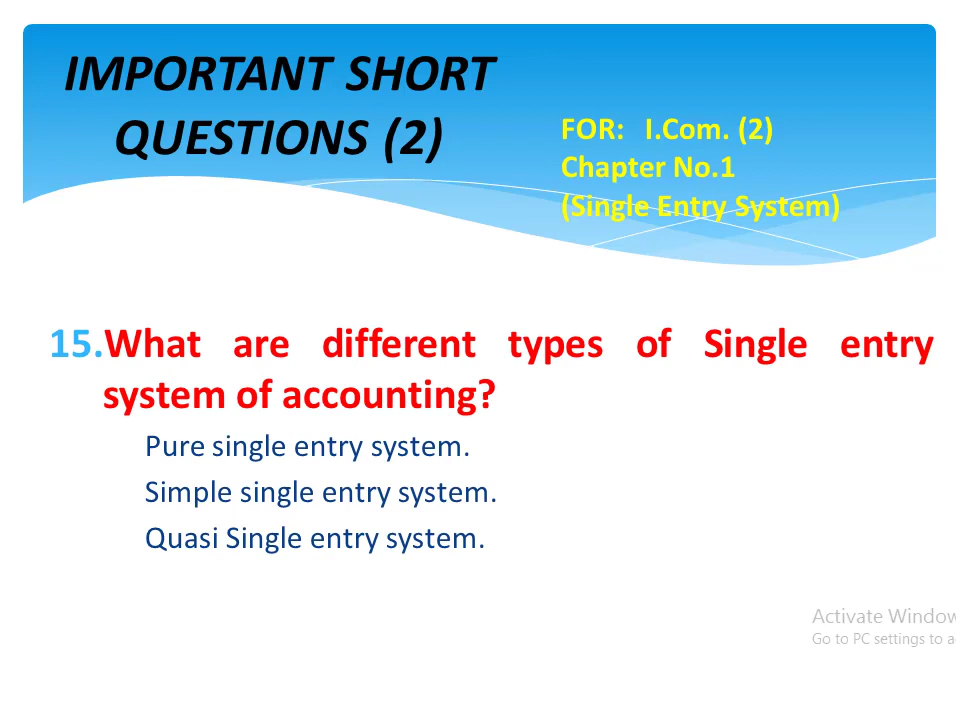 IMPORTANT SHORT
QUESTIONS (2)
FOR: I.Com. (2)
Chapter No.1
(Single Entry System)
15.What are different types of Single entry
system of accounting?
Pure single entry system.
Simple single entry system.
Quasi Single entry system.
Activate Window
Go to PC settings to a